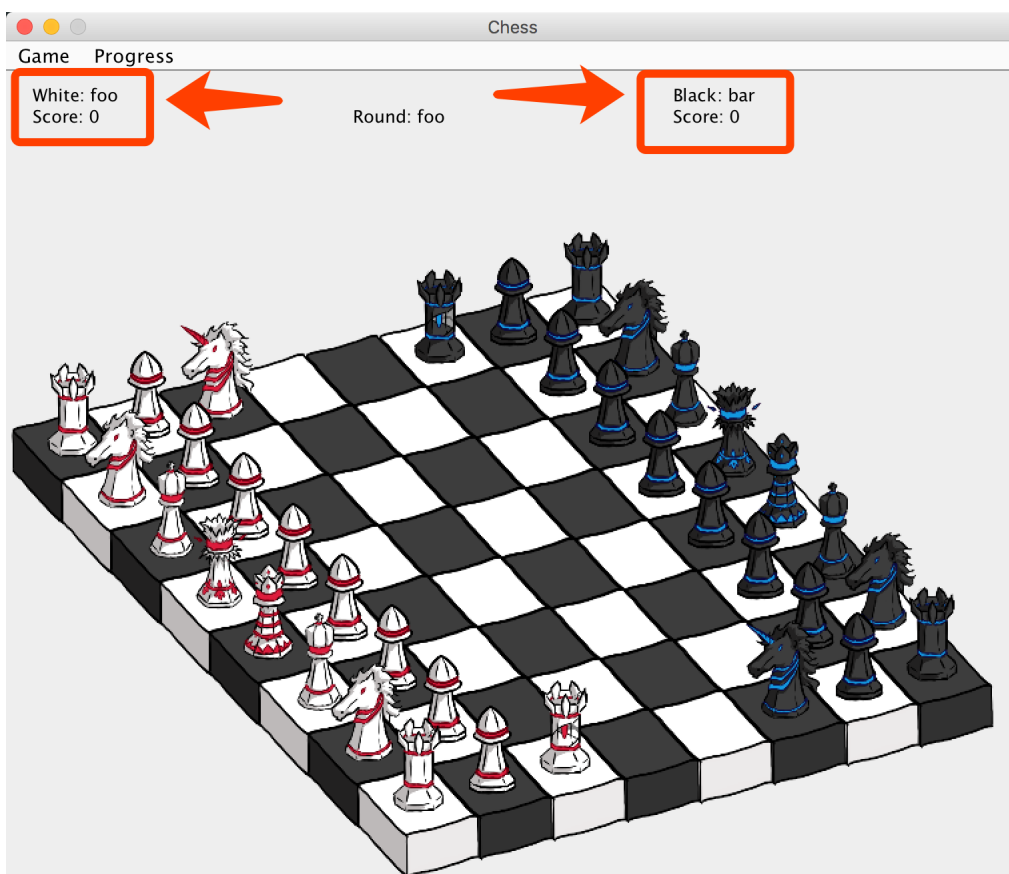 Chess
Game Progress
White: foo
Score: 0
Round: foo
Black: bar
Score: 0